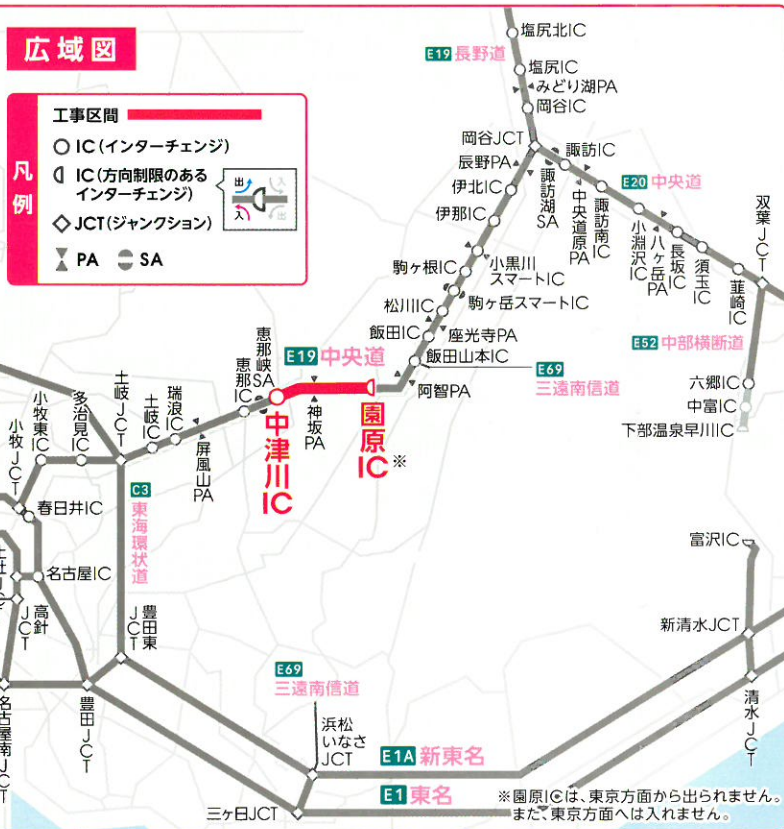 広域図
凡例
工事区間
IC(インターチェンジ)
IC(方向制限のある
インターチェンジ)
出
入
入
出
JCT(ジャンクション)
PA
SA
塩尻北IC
E19 長野道
塩尻IC
みどり湖PA
岡谷IC
岡谷JCT
辰野PA
伊北IC
伊那IC
諏訪IC
諏訪湖SA
中央道原PA
諏訪南IC
E20 中央道
小淵沢IC
八ヶ岳PA
長坂IC
須玉IC
韮崎IC
双葉JCT
小黒川
スマートIC
駒ヶ根IC
駒ヶ岳スマートIC
松川IC
座光寺PA
飯田IC
飯田山本IC
E69
三遠南信道
阿智PA
E52 中部横断道
六郷IC
中富IC
下部温泉早川IC
E19 中央道
恵那峡SA
恵那IC
中津川IC
神坂PA
園原IC※
屏風山PA
瑞浪IC
土岐IC
土岐JCT
多治見IC
小牧東IC
小牧JCT
春日井IC
名古屋IC
高針JCT
C3
東海環状道
豊田東JCT
豊田JCT
名古屋南JCT
E69
三遠南信道
浜松
いなさ
JCT
三ヶ日JCT
E1A 新東名
E1 東名
富沢IC
新清水JCT
清水JCT
※園原ICは、東京方面から出られません。
また、東京方面へは入れません。